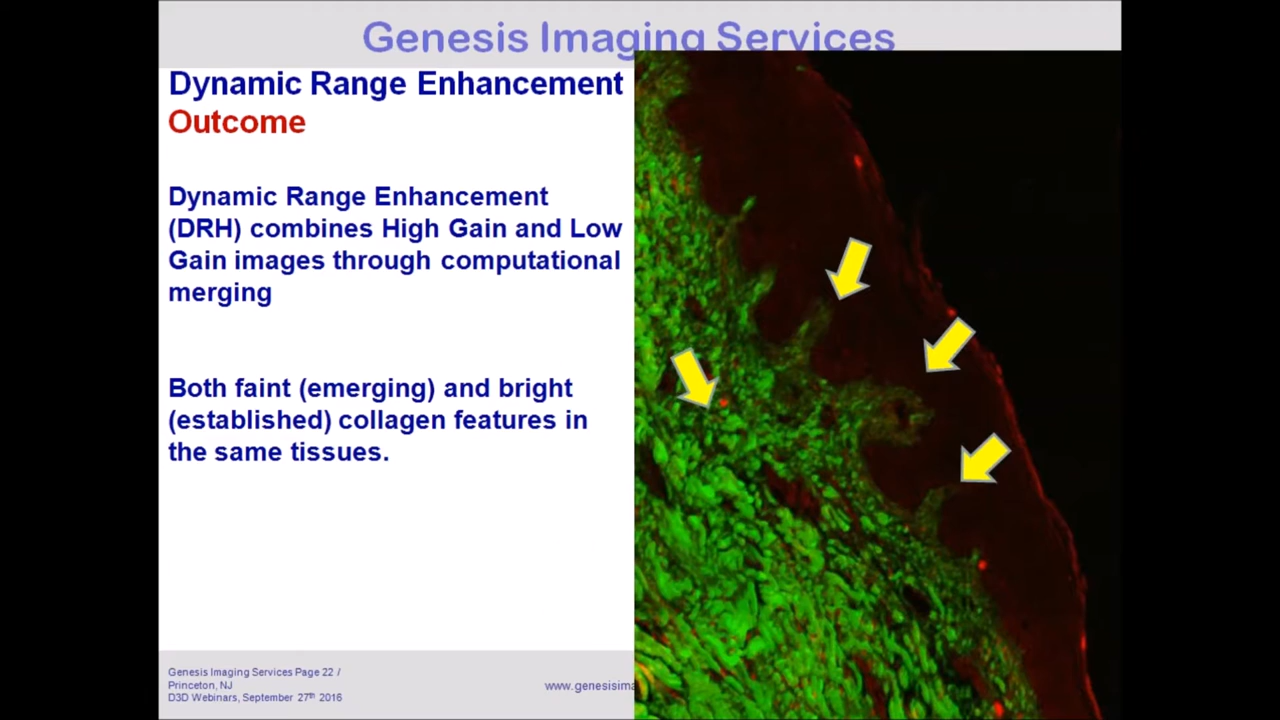 Genesis Imaging Services
Dynamic Range Enhancement
Outcome
Dynamic Range Enhancement
(DRH) combines High Gain and Low
Gain images through computational
merging
Both faint (emerging) and bright
(established) collagen features in
the same tissues.
Genesis Imaging Services Page 22 /
Princeton, NJ
D3D Webinars, September 27th 2016
www.genesisima